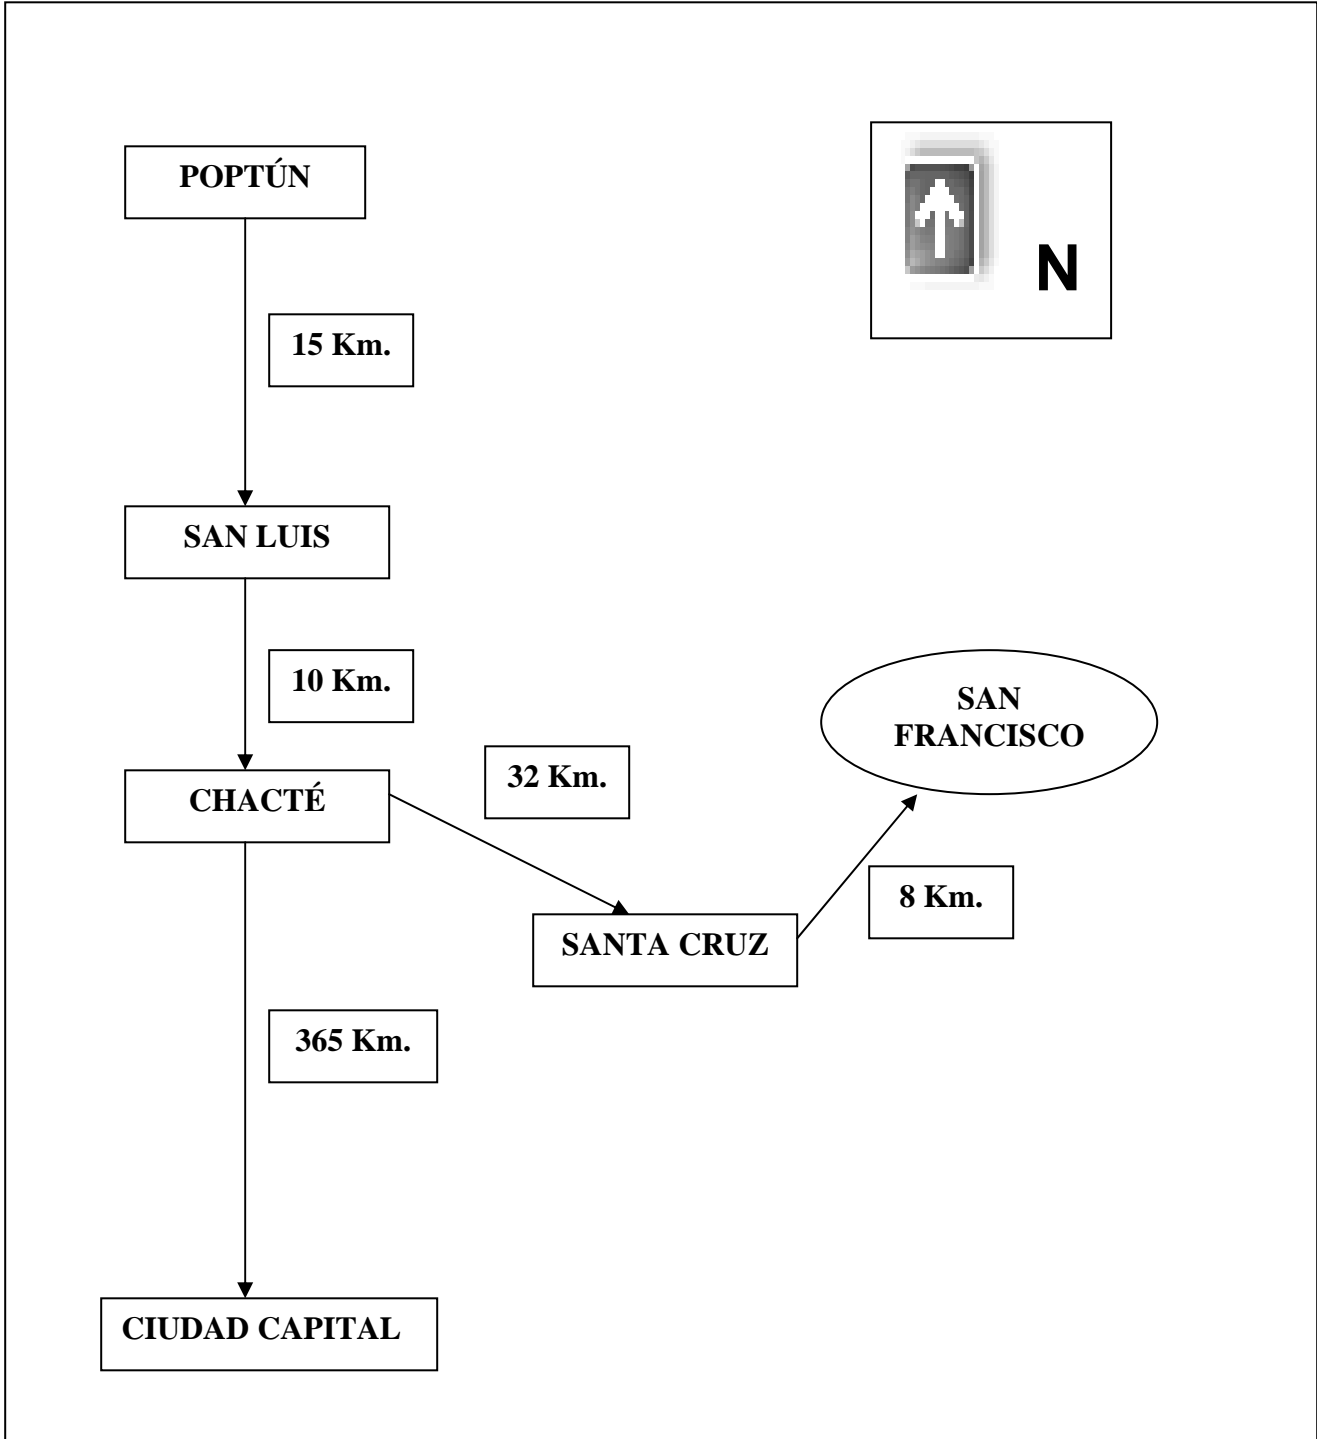 POPTÚN
N
15 Km.
SAN LUIS
10 Km.
SAN
FRANCISCO
32 Km.
CHACTÉ
8 Km.
SANTA CRUZ
365 Km.
CIUDAD CAPITAL